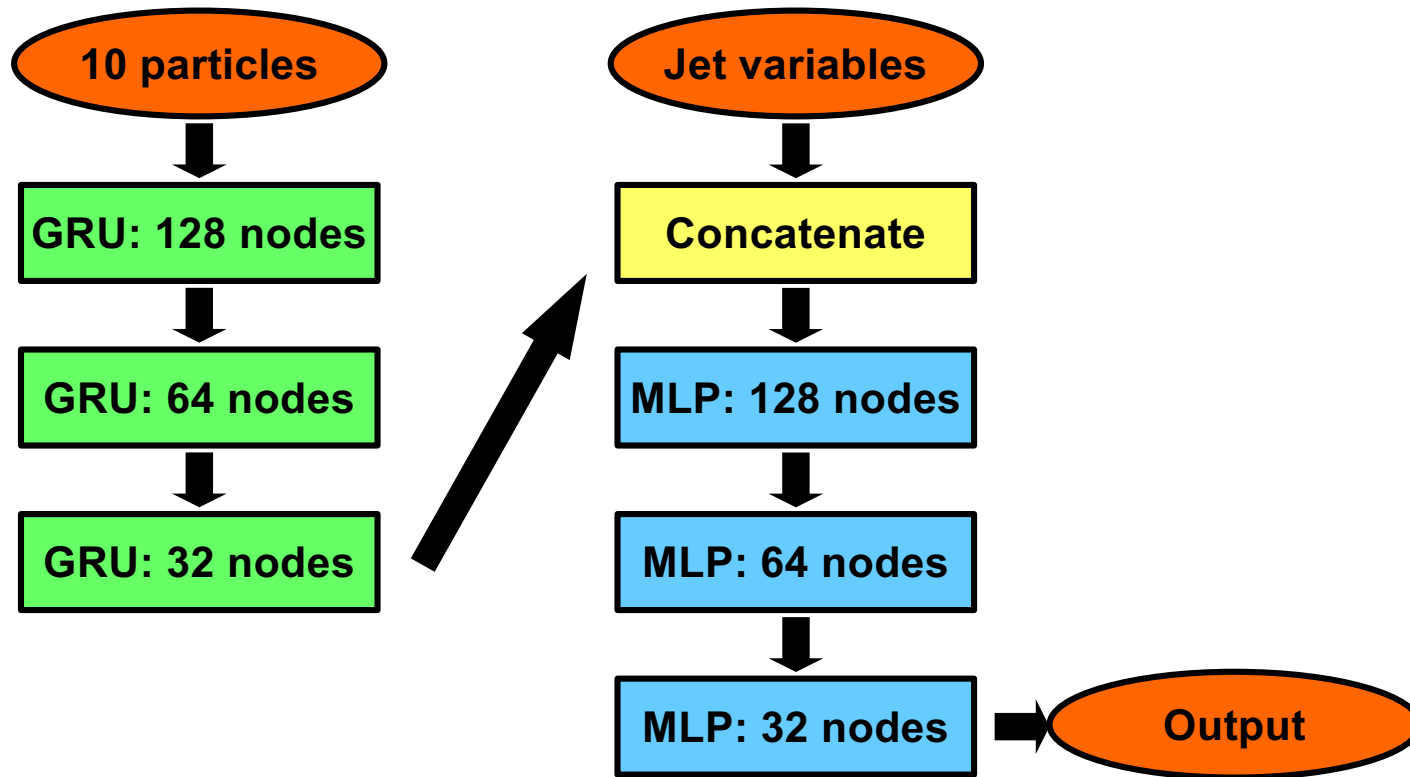 10 particles
GRU: 128 nodes
GRU: 64 nodes
GRU: 32 nodes
Jet variables
Concatenate
MLP: 128 nodes
MLP: 64 nodes
MLP: 32 nodes
Output